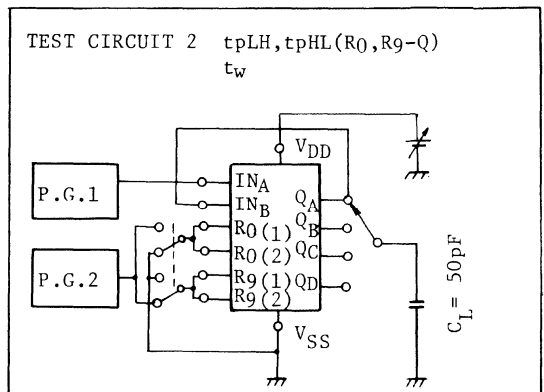 TEST CIRCUIT 2 tpLH,tpHL(R0,R9-Q)
tw
VDD
P.G.1
INA
INB
R0(1)
R0(2)
R9(1)
R9(2)
QA
QB
QC
QD
P.G.2
VSS
CL = 50pF